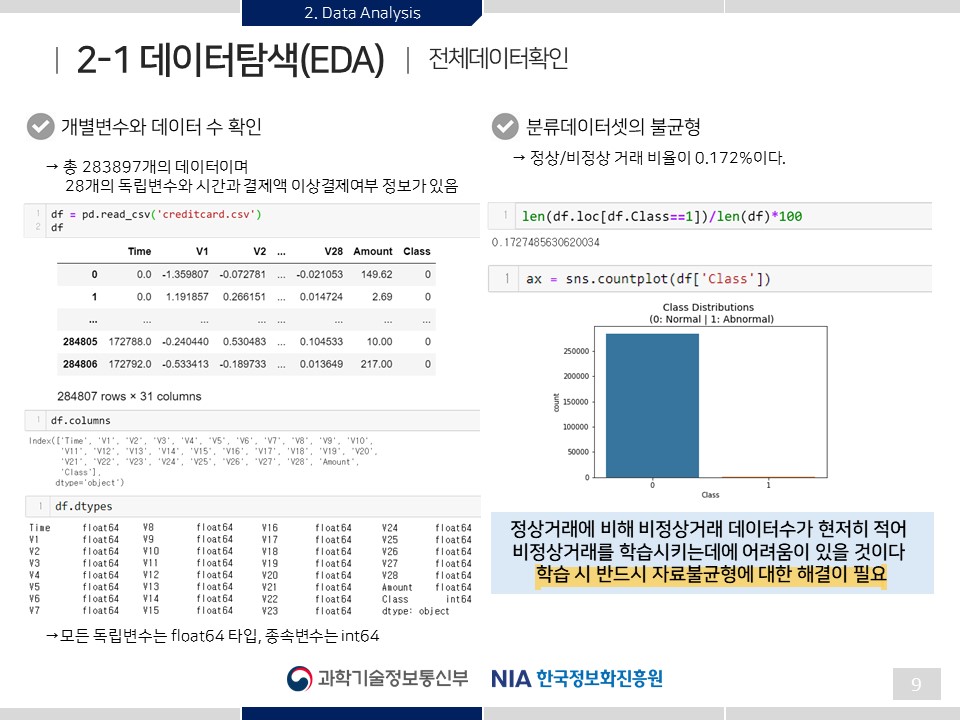 2. Data Analysis
2-1 데이터탐색(EDA) | 전체데이터확인
개별변수와 데이터 수 확인
→ 총 283897개의 데이터이며
28개의 독립변수와 시간과 결제액 이상결제여부 정보가 있음
1 df = pd.read_csv('creditcard.csv')
2 df
Time V1 V2 ... V28 Amount Class
0 0.0 -1.359807 -0.072781 ... -0.021053 149.62 0
1 0.0 1.191857 0.266151 ... 0.014724 2.69 0
... ... ... ... ... ... ... ...
284805 172788.0 -0.240440 0.530483 ... 0.104533 10.00 0
284806 172792.0 -0.533413 -0.189733 ... 0.013649 217.00 0
284807 rows × 31 columns
1 df.columns
Index(['Time', 'V1', 'V2', 'V3', 'V4', 'V5', 'V6', 'V7', 'V8', 'V9', 'V10',
'V11', 'V12', 'V13', 'V14', 'V15', 'V16', 'V17', 'V18', 'V19', 'V20',
'V21', 'V22', 'V23', 'V24', 'V25', 'V26', 'V27', 'V28', 'Amount',
'Class'],
dtype='object')
1 df.dtypes
Time float64 V8 float64 V16 float64 V24 float64
V1 float64 V9 float64 V17 float64 V25 float64
V2 float64 V10 float64 V18 float64 V26 float64
V3 float64 V11 float64 V19 float64 V27 float64
V4 float64 V12 float64 V20 float64 V28 float64
V5 float64 V13 float64 V21 float64 Amount float64
V6 float64 V14 float64 V22 float64 Class int64
V7 float64 V15 float64 V23 float64 dtype: object
→모든 독립변수는 float64 타입, 종속변수는 int64
분류데이터셋의 불균형
→ 정상/비정상 거래 비율이 0.172%이다.
1 len(df.loc[df.Class==1])/len(df)*100
0.1727485630620034
1 ax = sns.countplot(df['Class'])
Class Distributions
(0: Normal | 1: Abnormal)
250000
200000
150000
100000
50000
0
count
0 1
Class
정상거래에 비해 비정상거래 데이터수가 현저히 적어
비정상거래를 학습시키는데에 어려움이 있을 것이다
학습 시 반드시 자료불균형에 대한 해결이 필요
과학기술정보통신부 NIA 한국정보화진흥원
9